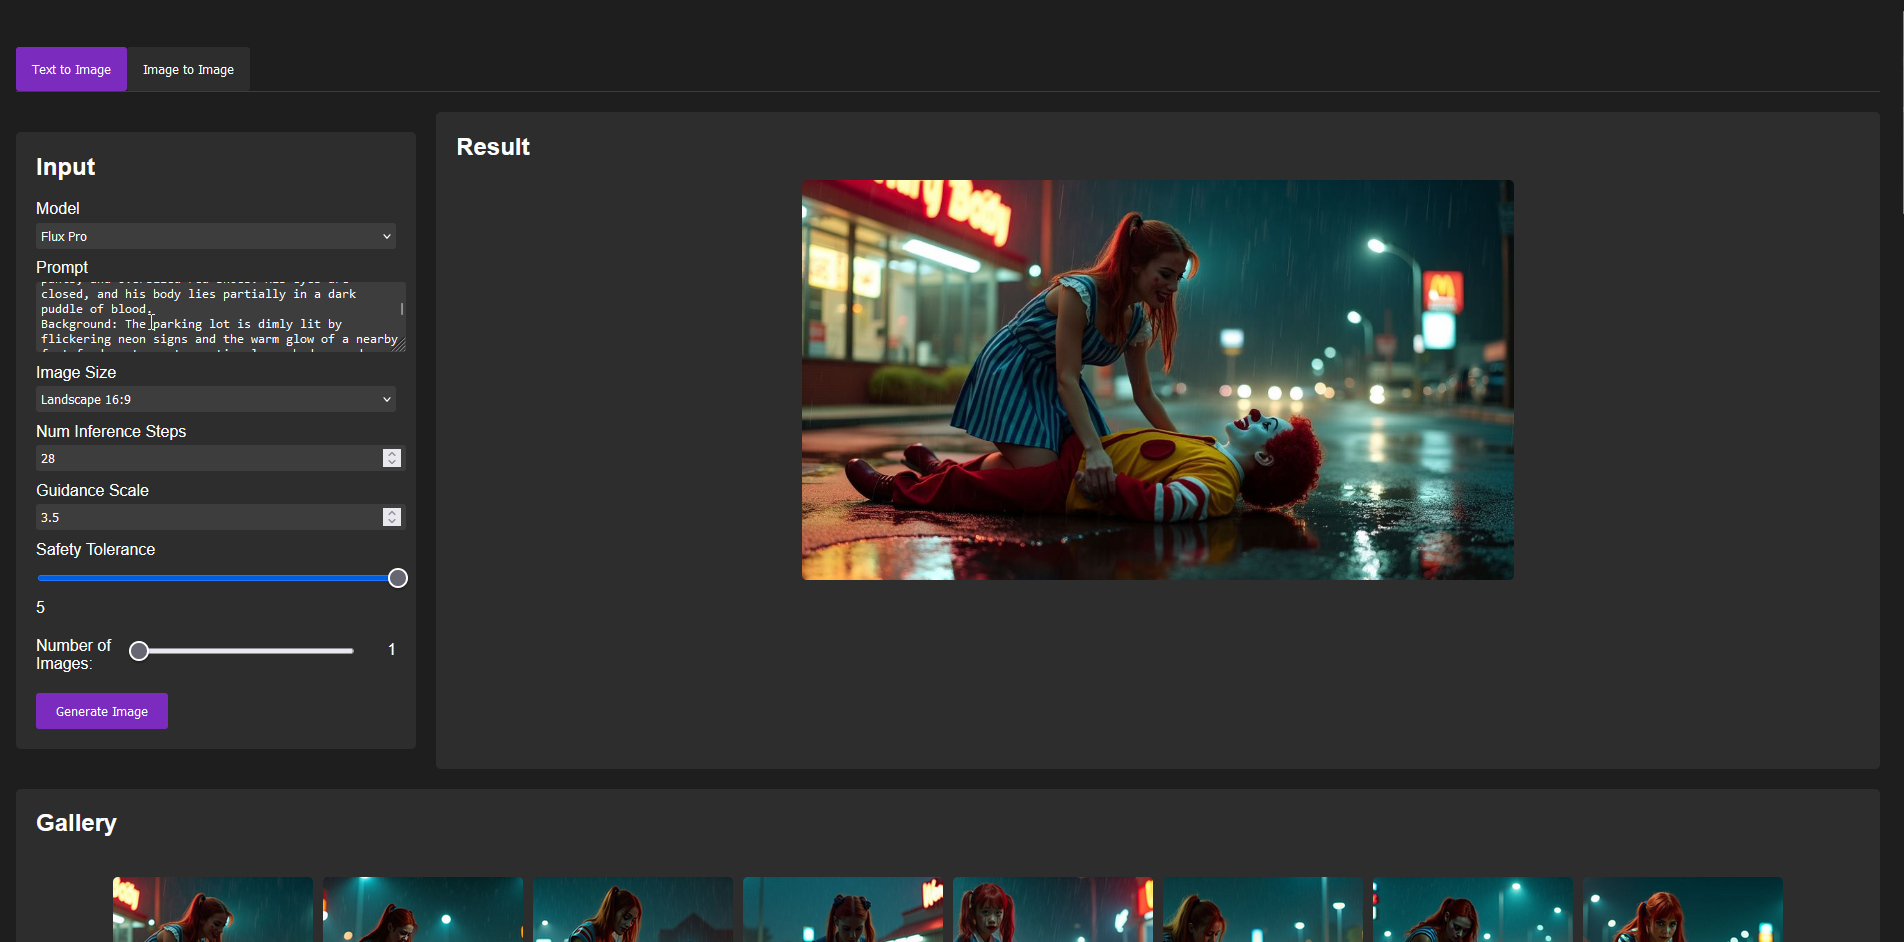 Text to Image
Image to Image
Input
Model
Flux Pro
Prompt
closed, and his body lies partially in a dark
puddle of blood.
Background: The parking lot is dimly lit by
flickering neon signs and the warm glow of a nearby
Image Size
Landscape 16:9
Num Inference Steps
28
Guidance Scale
3.5
Safety Tolerance
5
Number of
Images:
1
Generate Image
Result
Body
Gallery